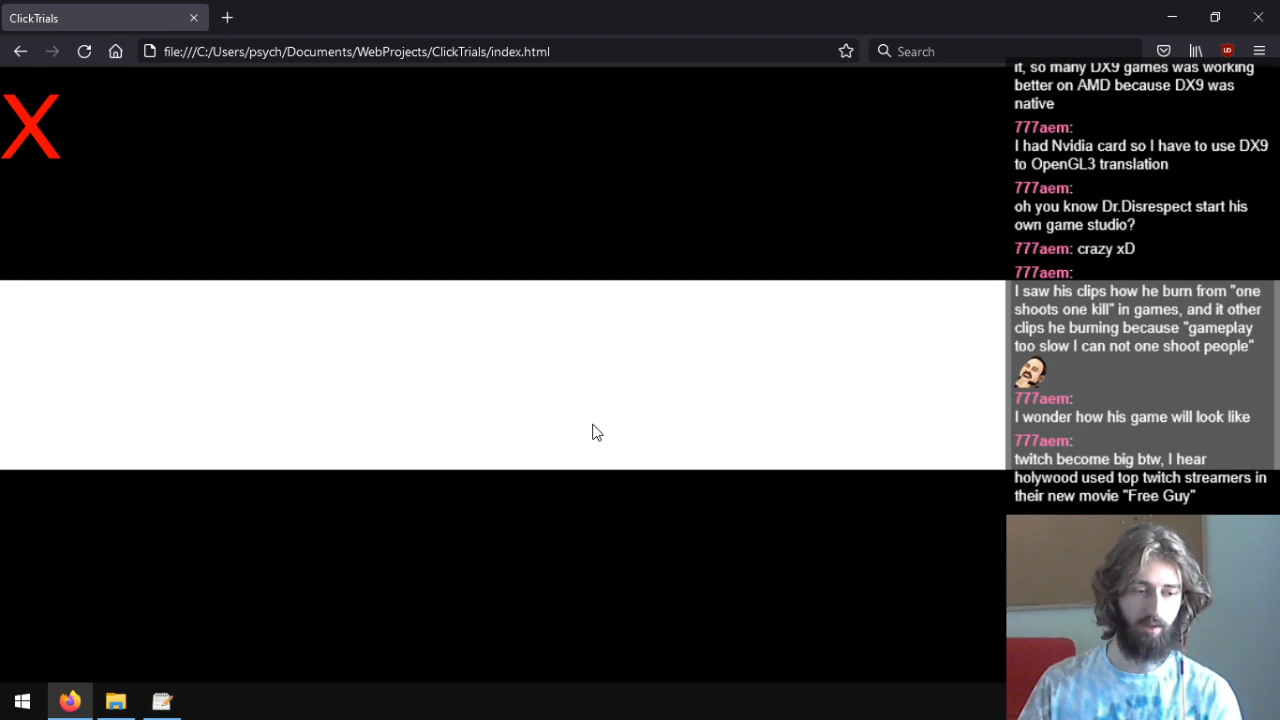 ClickTrials
file:///C:/Users/psych/Documents/WebProjects/ClickTrials/index.html
Search
X
it, so many DX9 games was working
better on AMD because DX9 was
native
777aem:
I had Nvidia card so I have to use DX9
to OpenGL3 translation
777aem:
oh you know Dr.Disrespect start his
own game studio?
777aem: crazy xD
777aem:
I saw his clips how he burn from "one
shoots one kill" in games, and it other
clips he burning because "gameplay
too slow I can not one shoot people"
777aem:
I wonder how his game will look like
777aem:
twitch become big btw, I hear
holywood used top twitch streamers in
their new movie "Free Guy"